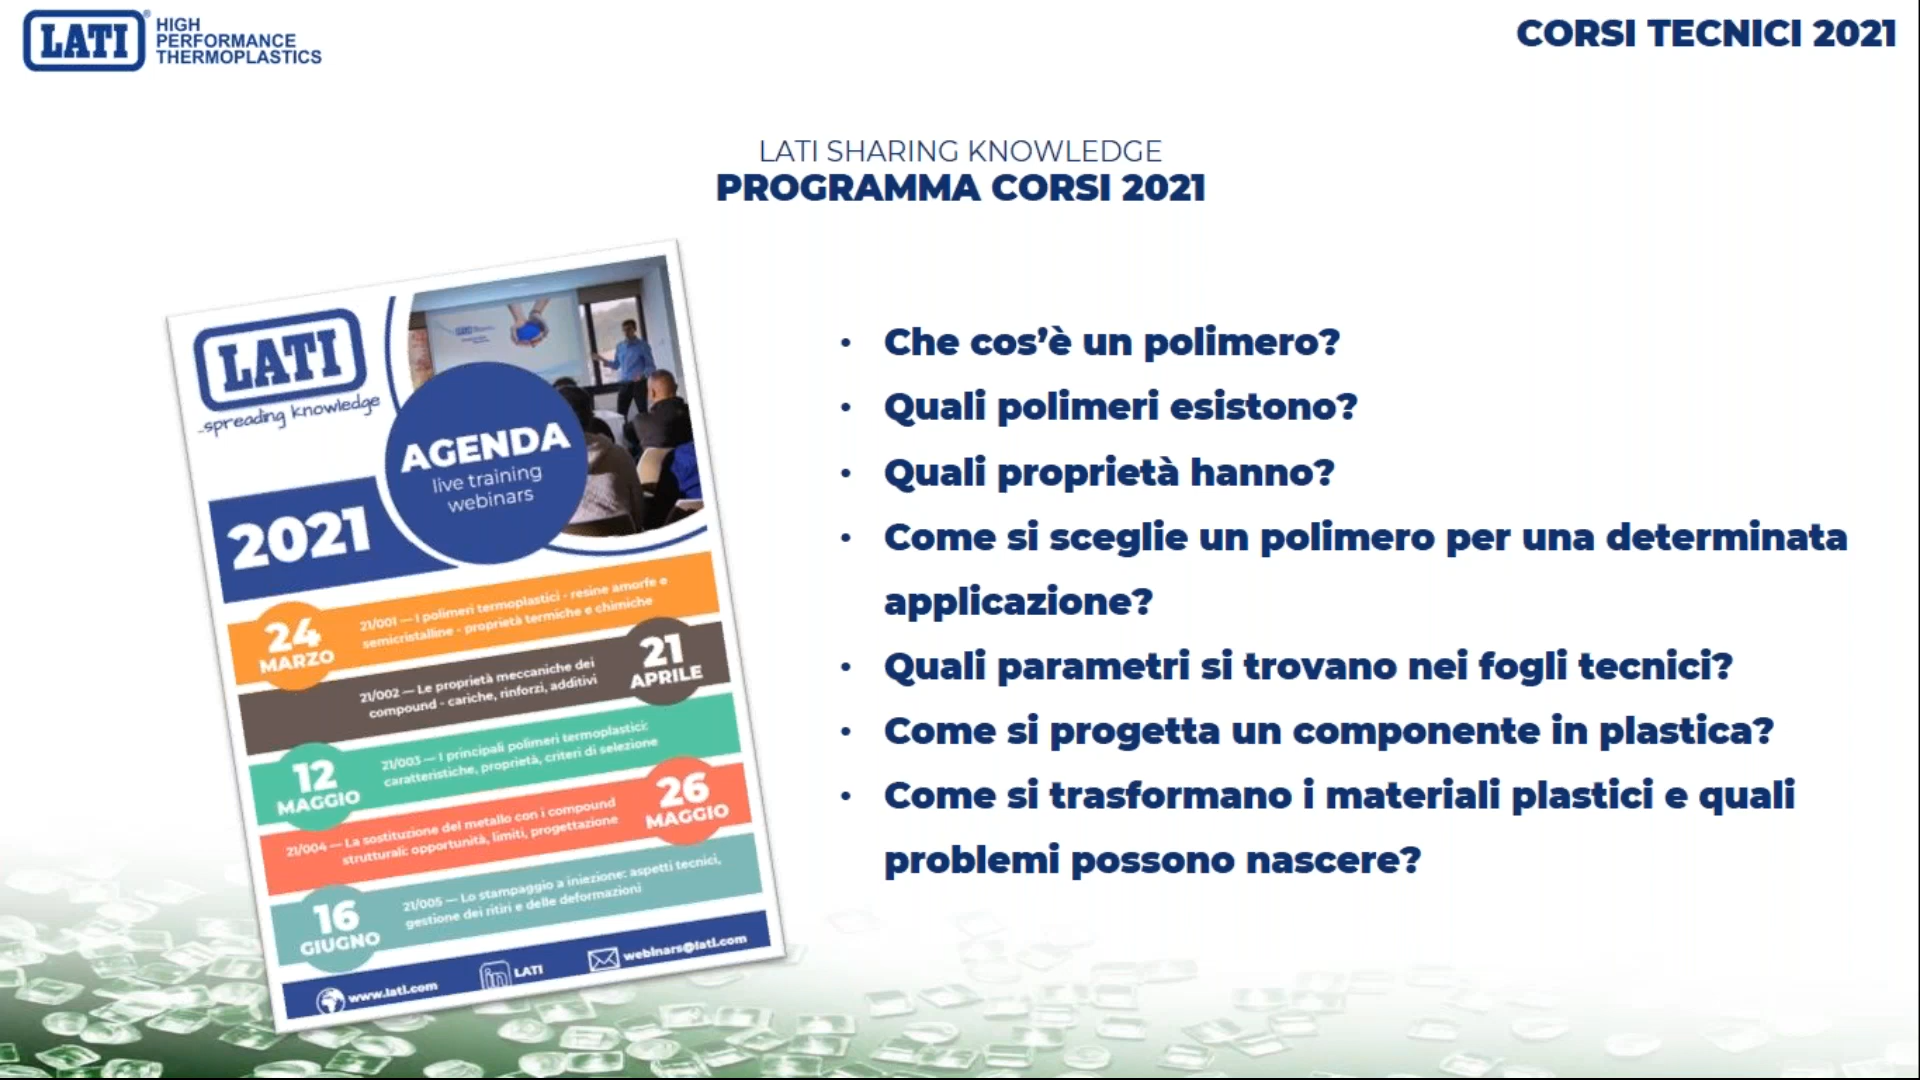 LATI
HIGH
PERFORMANCE
THERMOPLASTICS
CORSI TECNICI 2021
LATI SHARING KNOWLEDGE
PROGRAMMA CORSI 2021
LATI
...spreading knowledge
AGENDA
live training
webinars
2021
24
MARZO
21/001 — I polimeri termoplastici - resine amorfe e
semicristalline - proprietà termiche e chimiche
21/002 — Le proprietà meccaniche dei
compound - cariche, rinforzi, additivi
21
APRILE
12
MAGGIO
21/003 — I principali polimeri termoplastici:
caratteristiche, proprietà, criteri di selezione
21/004 — La sostituzione del metallo con i compound
strutturali: opportunità, limiti, progettazione
26
MAGGIO
16
GIUGNO
21/005 — Lo stampaggio a iniezione: aspetti tecnici,
gestione dei ritiri e delle deformazioni
www.lati.com
in LATI
webinars@lati.com
• Che cos’è un polimero?
• Quali polimeri esistono?
• Quali proprietà hanno?
• Come si sceglie un polimero per una determinata
applicazione?
• Quali parametri si trovano nei fogli tecnici?
• Come si progetta un componente in plastica?
• Come si trasformano i materiali plastici e quali
problemi possono nascere?